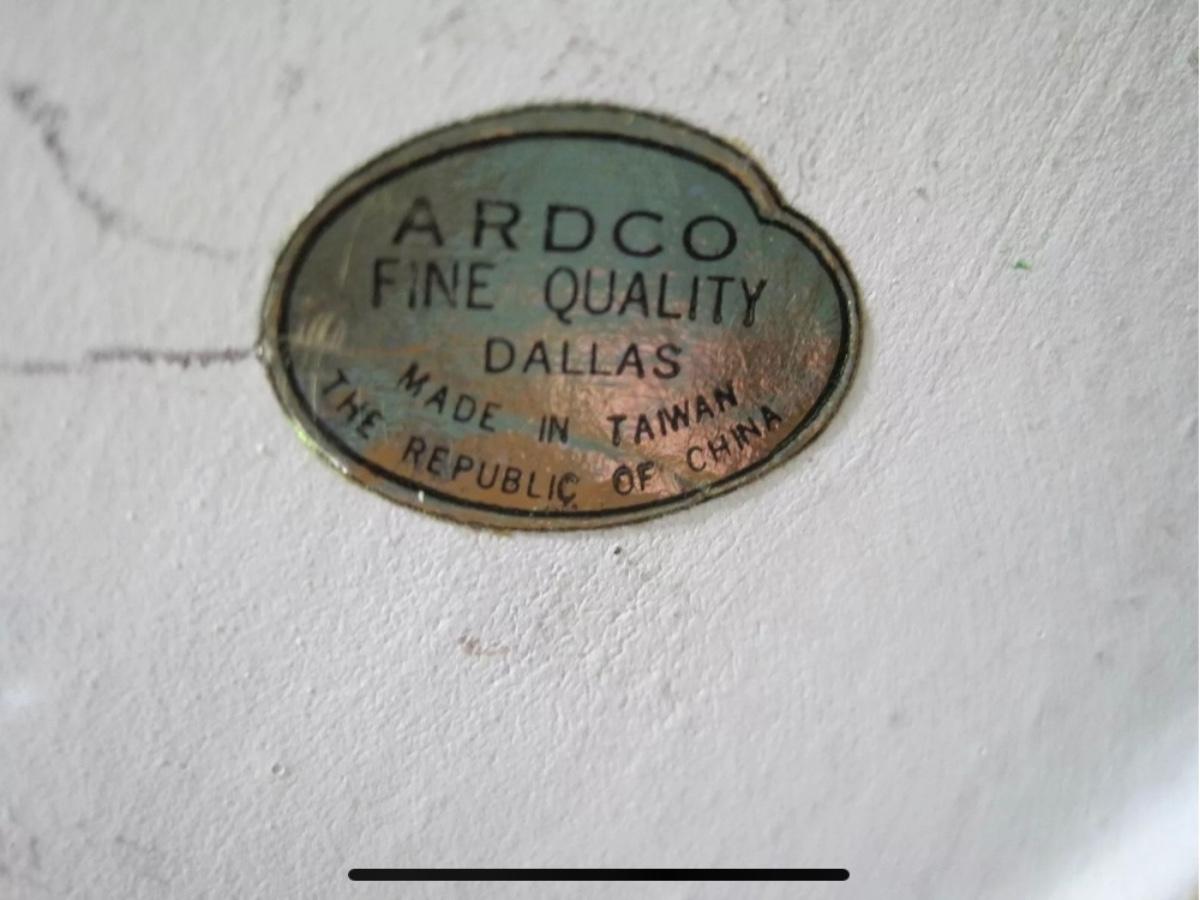 ARDCO
FINE QUALITY
DALLAS
MADE IN TAIWAN
THE REPUBLIC OF CHINA